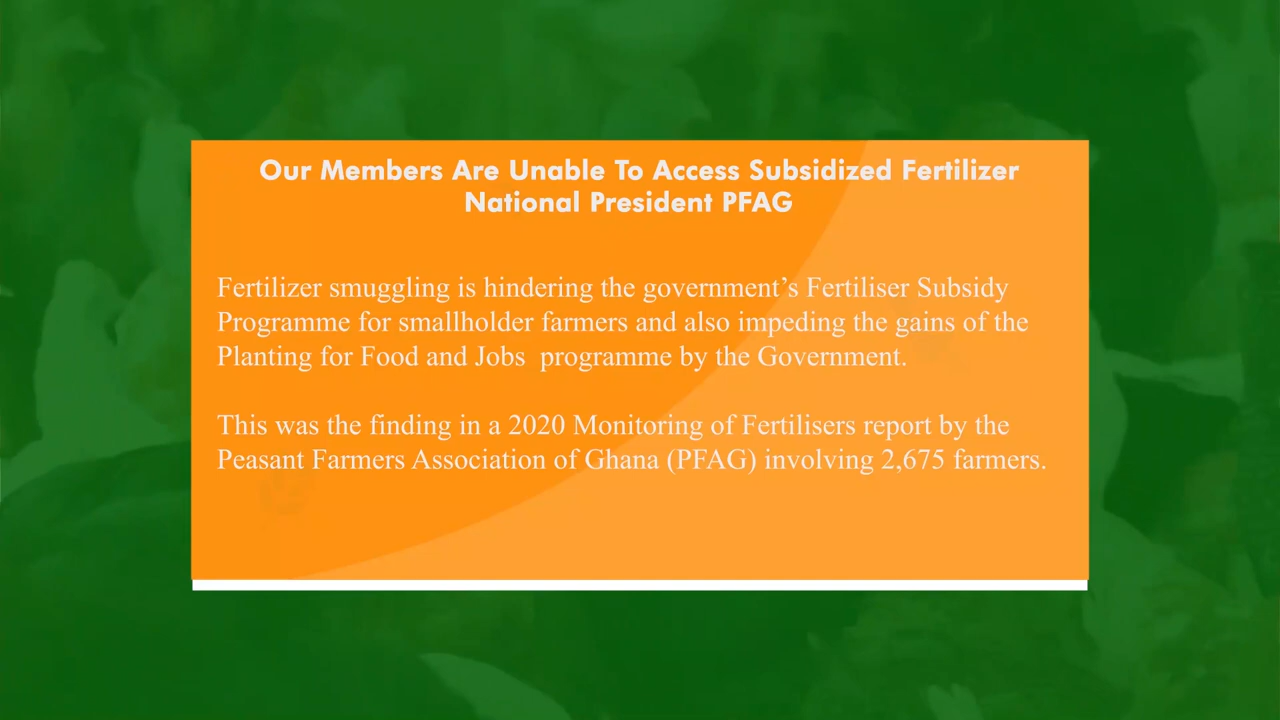 Our Members Are Unable To Access Subsidized Fertilizer
National President PFAG
Fertilizer smuggling is hindering the government’s Fertiliser Subsidy
Programme for smallholder farmers and also impeding the gains of the
Planting for Food and Jobs  programme by the Government.
This was the finding in a 2020 Monitoring of Fertilisers report by the
Peasant Farmers Association of Ghana (PFAG) involving 2,675 farmers.